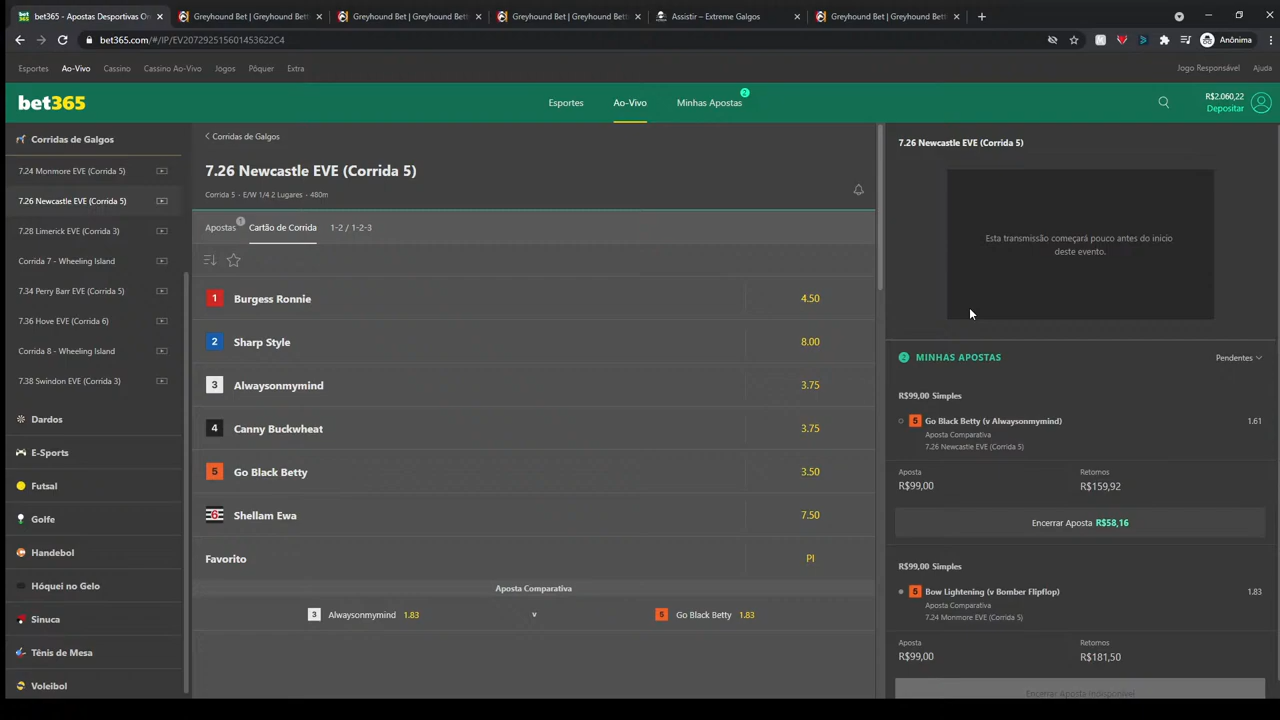 bet365 - Apostas Desportivas On
Greyhound Bet | Greyhound Bett
Greyhound Bet | Greyhound Bett
Greyhound Bet | Greyhound Bett
Assistir – Extreme Galgos
Greyhound Bet | Greyhound Bett
bet365.com/#/IP/EV207292515601453622C4
Anônima
Esportes Ao-Vivo Cassino Cassino Ao-Vivo Jogos Pôquer Extra
Jogo Responsável Ajuda
bet365
Esportes Ao-Vivo Minhas Apostas 2
R$2.060,22
Depositar
Corridas de Galgos
7.24 Monmore EVE (Corrida 5)
7.26 Newcastle EVE (Corrida 5)
7.28 Limerick EVE (Corrida 3)
Corrida 7 - Wheeling Island
7.34 Perry Barr EVE (Corrida 5)
7.36 Hove EVE (Corrida 6)
Corrida 8 - Wheeling Island
7.38 Swindon EVE (Corrida 3)
Dardos
E-Sports
Futsal
Golfe
Handebol
Hóquei no Gelo
Sinuca
Tênis de Mesa
Voleibol
Corridas de Galgos
7.26 Newcastle EVE (Corrida 5)
Corrida 5 - E/W 1/4 2 Lugares - 480m
Apostas 1 Cartão de Corrida 1-2 / 1-2-3
1 Burgess Ronnie 4.50
2 Sharp Style 8.00
3 Alwaysonmymind 3.75
4 Canny Buckwheat 3.75
5 Go Black Betty 3.50
6 Shellam Ewa 7.50
Favorito PI
Aposta Comparativa
3 Alwaysonmymind 1.83 v 5 Go Black Betty 1.83
7.26 Newcastle EVE (Corrida 5)
Esta transmissão começará pouco antes do início
deste evento.
2 MINHAS APOSTAS Pendentes
R$99,00 Simples
5 Go Black Betty (v Alwaysonmymind) 1.61
Aposta Comparativa
7.26 Newcastle EVE (Corrida 5)
Aposta Retornos
R$99,00 R$159,92
Encerrar Aposta R$58,16
R$99,00 Simples
5 Bow Lightening (v Bomber Flipflop) 1.83
Aposta Comparativa
7.24 Monmore EVE (Corrida 5)
Aposta Retornos
R$99,00 R$181,50
Encerrar Aposta Indisponível